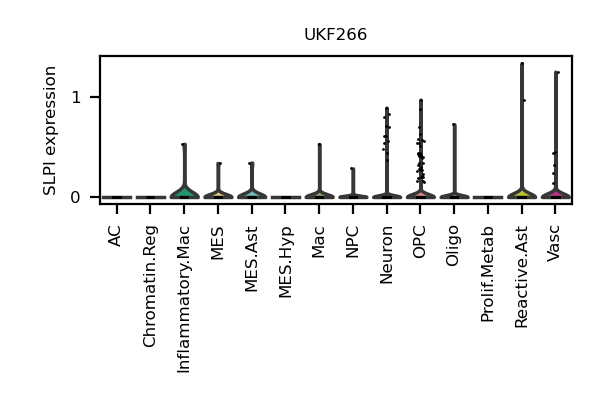 UKF266
SLPI expression
1
0
AC
Chromatin.Reg
Inflammatory.Mac
MES
MES.Ast
MES.Hyp
Mac
NPC
Neuron
OPC
Oligo
Prolif.Metab
Reactive.Ast
Vasc